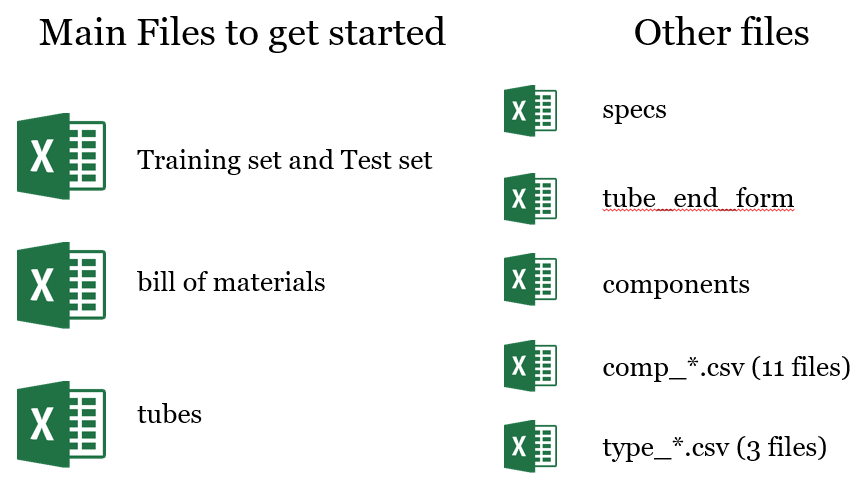 Main Files to get started
Training set and Test set
bill of materials
tubes
Other files
specs
tube_end_form
components
comp_*.csv (11 files)
type_*.csv (3 files)